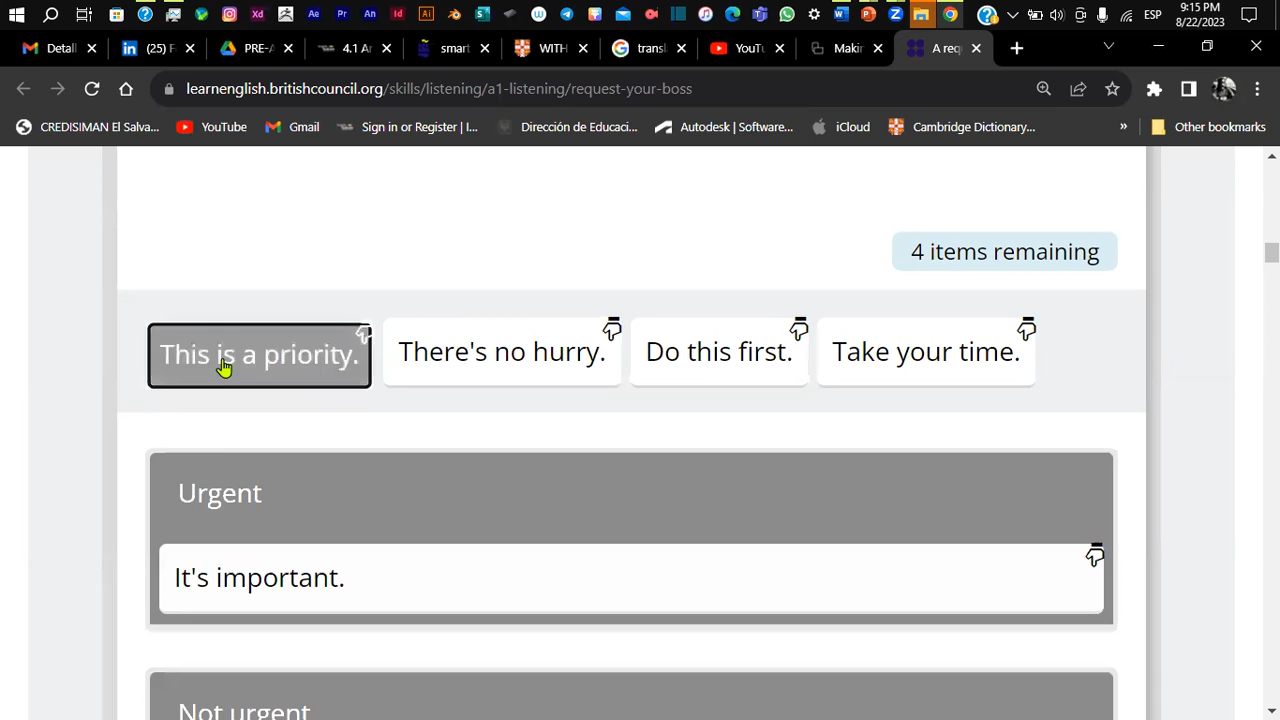 9:15 PM
ESP
8/22/2023
Detall
(25) F
PRE-A
4.1 Ar
smart
WITH
transl
YouTu
Makin
A req
learnenglish.britishcouncil.org/skills/listening/a1-listening/request-your-boss
CREDISIMAN El Salva...
YouTube
Gmail
Sign in or Register | I...
Dirección de Educaci...
Autodesk | Software...
iCloud
Cambridge Dictionary...
»
Other bookmarks
4 items remaining
This is a priority.
There's no hurry.
Do this first.
Take your time.
Urgent
It's important.
Not urgent